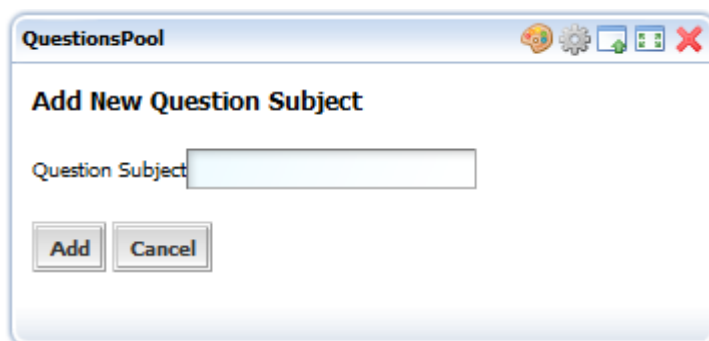 QuestionsPool
Add New Question Subject
Question Subject
Add Cancel